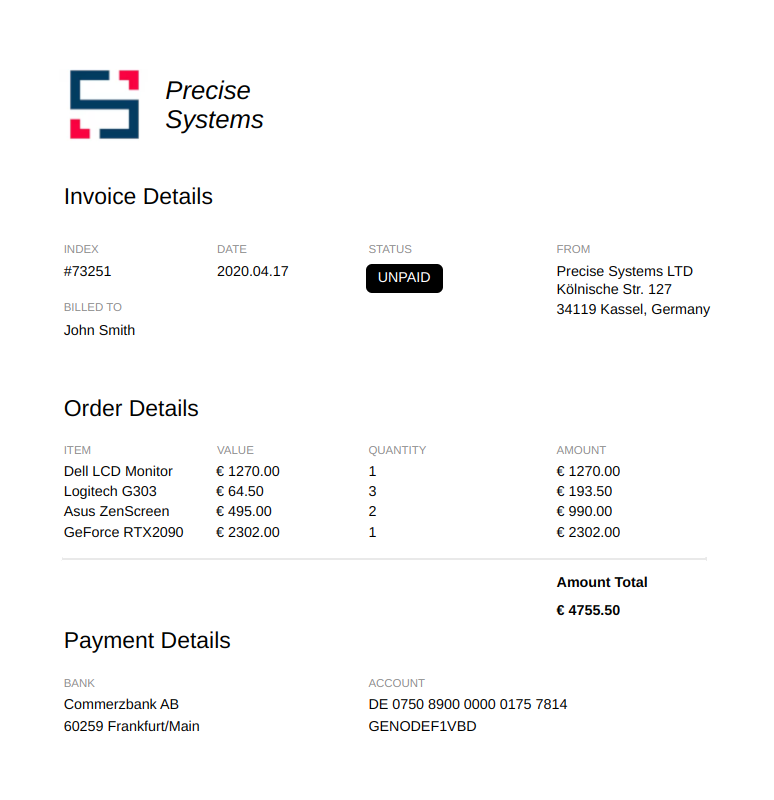 Precise
Systems
Invoice Details
INDEX DATE STATUS FROM
#73251 2020.04.17 UNPAID Precise Systems LTD
Kölnische Str. 127
BILLED TO 34119 Kassel, Germany
John Smith
Order Details
ITEM VALUE QUANTITY AMOUNT
Dell LCD Monitor € 1270.00 1 € 1270.00
Logitech G303 € 64.50 3 € 193.50
Asus ZenScreen € 495.00 2 € 990.00
GeForce RTX2090 € 2302.00 1 € 2302.00
Amount Total
€ 4755.50
Payment Details
BANK ACCOUNT
Commerzbank AB DE 0750 8900 0000 0175 7814
60259 Frankfurt/Main GENODEF1VBD